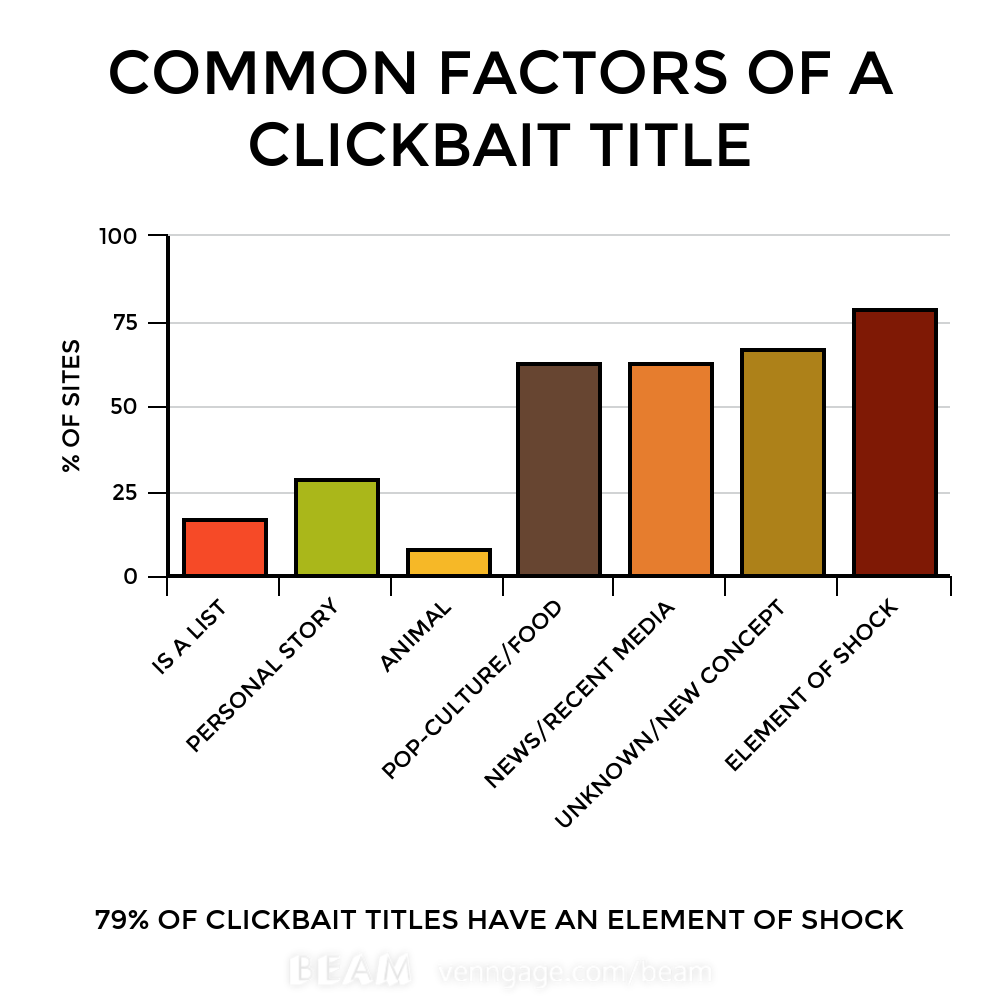 COMMON FACTORS OF A
CLICKBAIT TITLE
100
75
50
25
0
% OF SITES
IS A LIST
PERSONAL STORY
ANIMAL
POP-CULTURE/FOOD
NEWS/RECENT MEDIA
UNKNOWN/NEW CONCEPT
ELEMENT OF SHOCK
79% OF CLICKBAIT TITLES HAVE AN ELEMENT OF SHOCK
BEAM venngage.com/beam